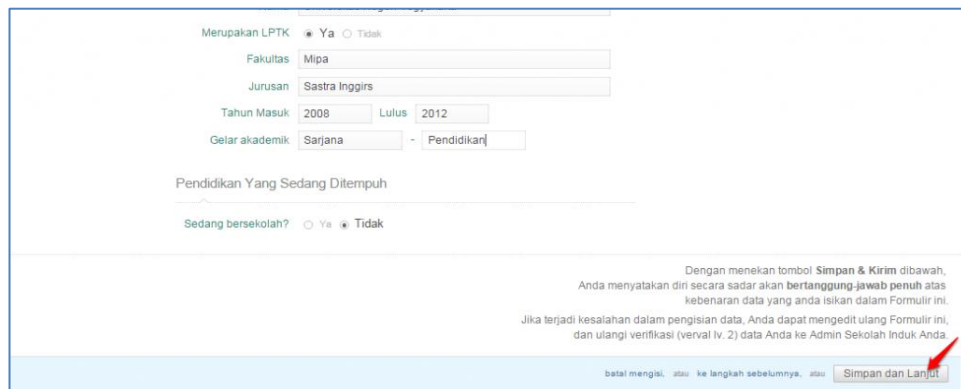 Merupakan LPTK Ya Tidak
Fakultas Mipa
Jurusan Sastra Inggirs
Tahun Masuk 2008 Lulus 2012
Gelar akademik Sarjana - Pendidikan
Pendidikan Yang Sedang Ditempuh
Sedang bersekolah? Ya Tidak
Dengan menekan tombol Simpan & Kirim dibawah,
Anda menyatakan diri secara sadar akan bertanggung-jawab penuh atas
kebenaran data yang anda isikan dalam Formulir ini.
Jika terjadi kesalahan dalam pengisian data, Anda dapat mengedit ulang Formulir ini,
dan ulangi verifikasi (verval lv. 2) data Anda ke Admin Sekolah Induk Anda.
batal mengisi, atau ke langkah sebelumnya, atau Simpan dan Lanjut